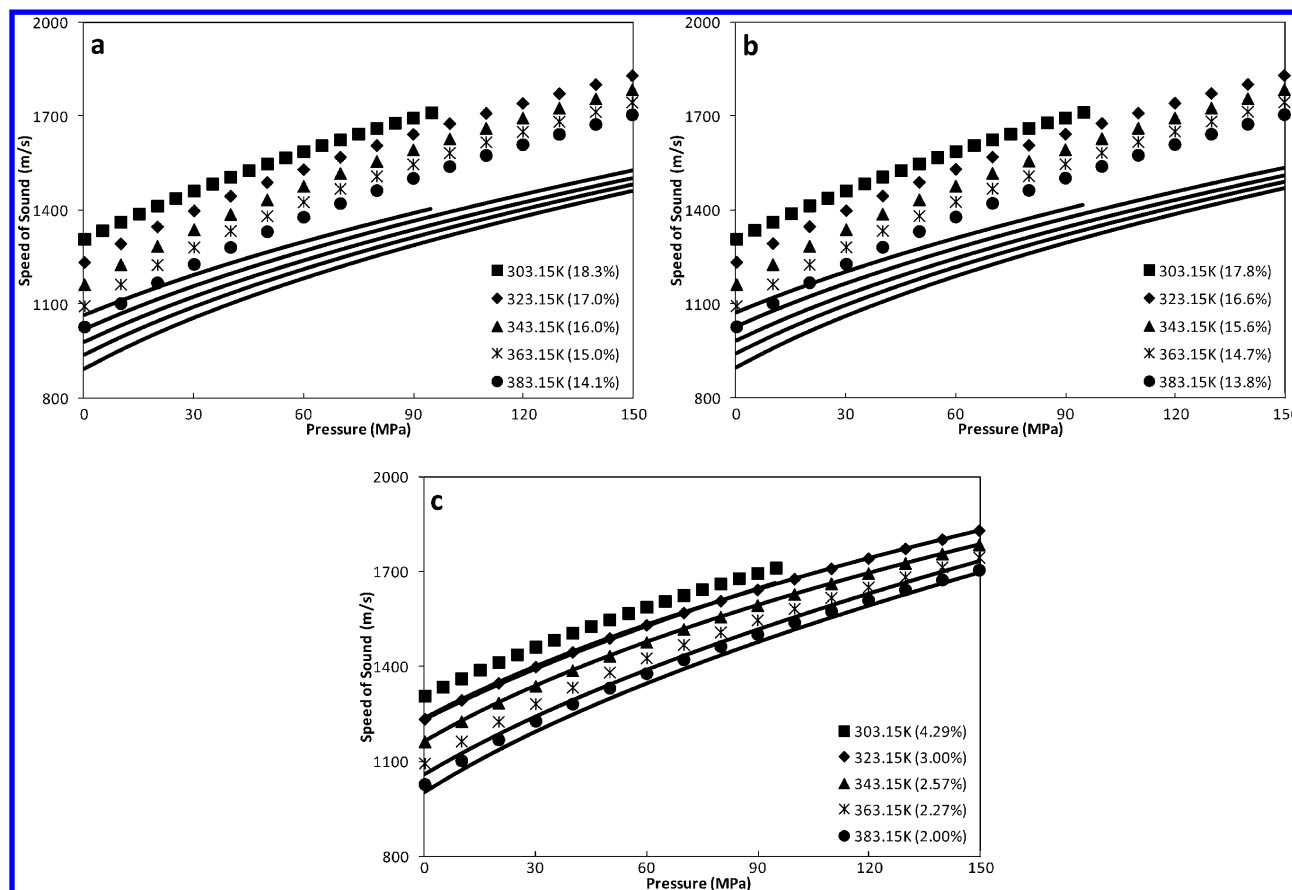 a
2000
1700
1400
1100
800
Speed of Sound (m/s)
303.15K (18.3%)
323.15K (17.0%)
343.15K (16.0%)
363.15K (15.0%)
383.15K (14.1%)
0 30 60 90 120 150
Pressure (MPa)
b
2000
1700
1400
1100
800
Speed of Sound (m/s)
303.15K (17.8%)
323.15K (16.6%)
343.15K (15.6%)
363.15K (14.7%)
383.15K (13.8%)
0 30 60 90 120 150
Pressure (MPa)
c
2000
1700
1400
1100
800
Speed of Sound (m/s)
303.15K (4.29%)
323.15K (3.00%)
343.15K (2.57%)
363.15K (2.27%)
383.15K (2.00%)
0 30 60 90 120 150
Pressure (MPa)